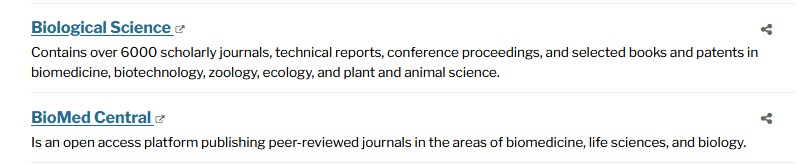 Biological Science
Contains over 6000 scholarly journals, technical reports, conference proceedings, and selected books and patents in
biomedicine, biotechnology, zoology, ecology, and plant and animal science.
BioMed Central
Is an open access platform publishing peer-reviewed journals in the areas of biomedicine, life sciences, and biology.